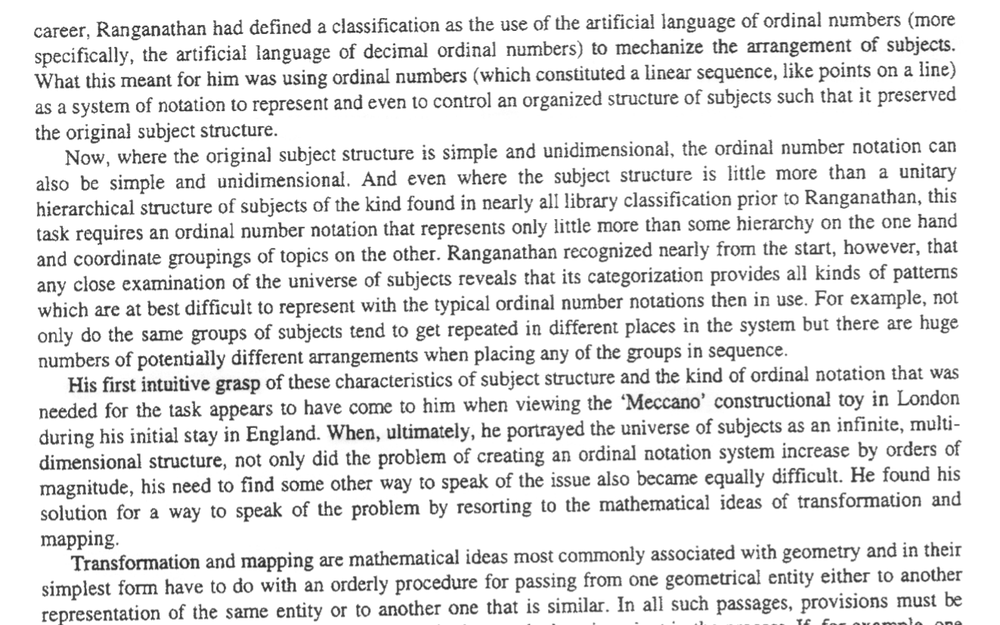 career, Ranganathan had defined a classification as the use of the artificial language of ordinal numbers (more
specifically, the artificial language of decimal ordinal numbers) to mechanize the arrangement of subjects.
What this meant for him was using ordinal numbers (which constituted a linear sequence, like points on a line)
as a system of notation to represent and even to control an organized structure of subjects such that it preserved
the original subject structure.
Now, where the original subject structure is simple and unidimensional, the ordinal number notation can
also be simple and unidimensional. And even where the subject structure is little more than a unitary
hierarchical structure of subjects of the kind found in nearly all library classification prior to Ranganathan, this
task requires an ordinal number notation that represents only little more than some hierarchy on the one hand
and coordinate groupings of topics on the other. Ranganathan recognized nearly from the start, however, that
any close examination of the universe of subjects reveals that its categorization provides all kinds of patterns
which are at best difficult to represent with the typical ordinal number notations then in use. For example, not
only do the same groups of subjects tend to get repeated in different places in the system but there are huge
numbers of potentially different arrangements when placing any of the groups in sequence.
His first intuitive grasp of these characteristics of subject structure and the kind of ordinal notation that was
needed for the task appears to have come to him when viewing the ‘Meccano’ constructional toy in London
during his initial stay in England. When, ultimately, he portrayed the universe of subjects as an infinite, multi-
dimensional structure, not only did the problem of creating an ordinal notation system increase by orders of
magnitude, his need to find some other way to speak of the issue also became equally difficult. He found his
solution for a way to speak of the problem by resorting to the mathematical ideas of transformation and
mapping.
Transformation and mapping are mathematical ideas most commonly associated with geometry and in their
simplest form have to do with an orderly procedure for passing from one geometrical entity either to another
representation of the same entity or to another one that is similar. In all such passages, provisions must be
If, for example, one